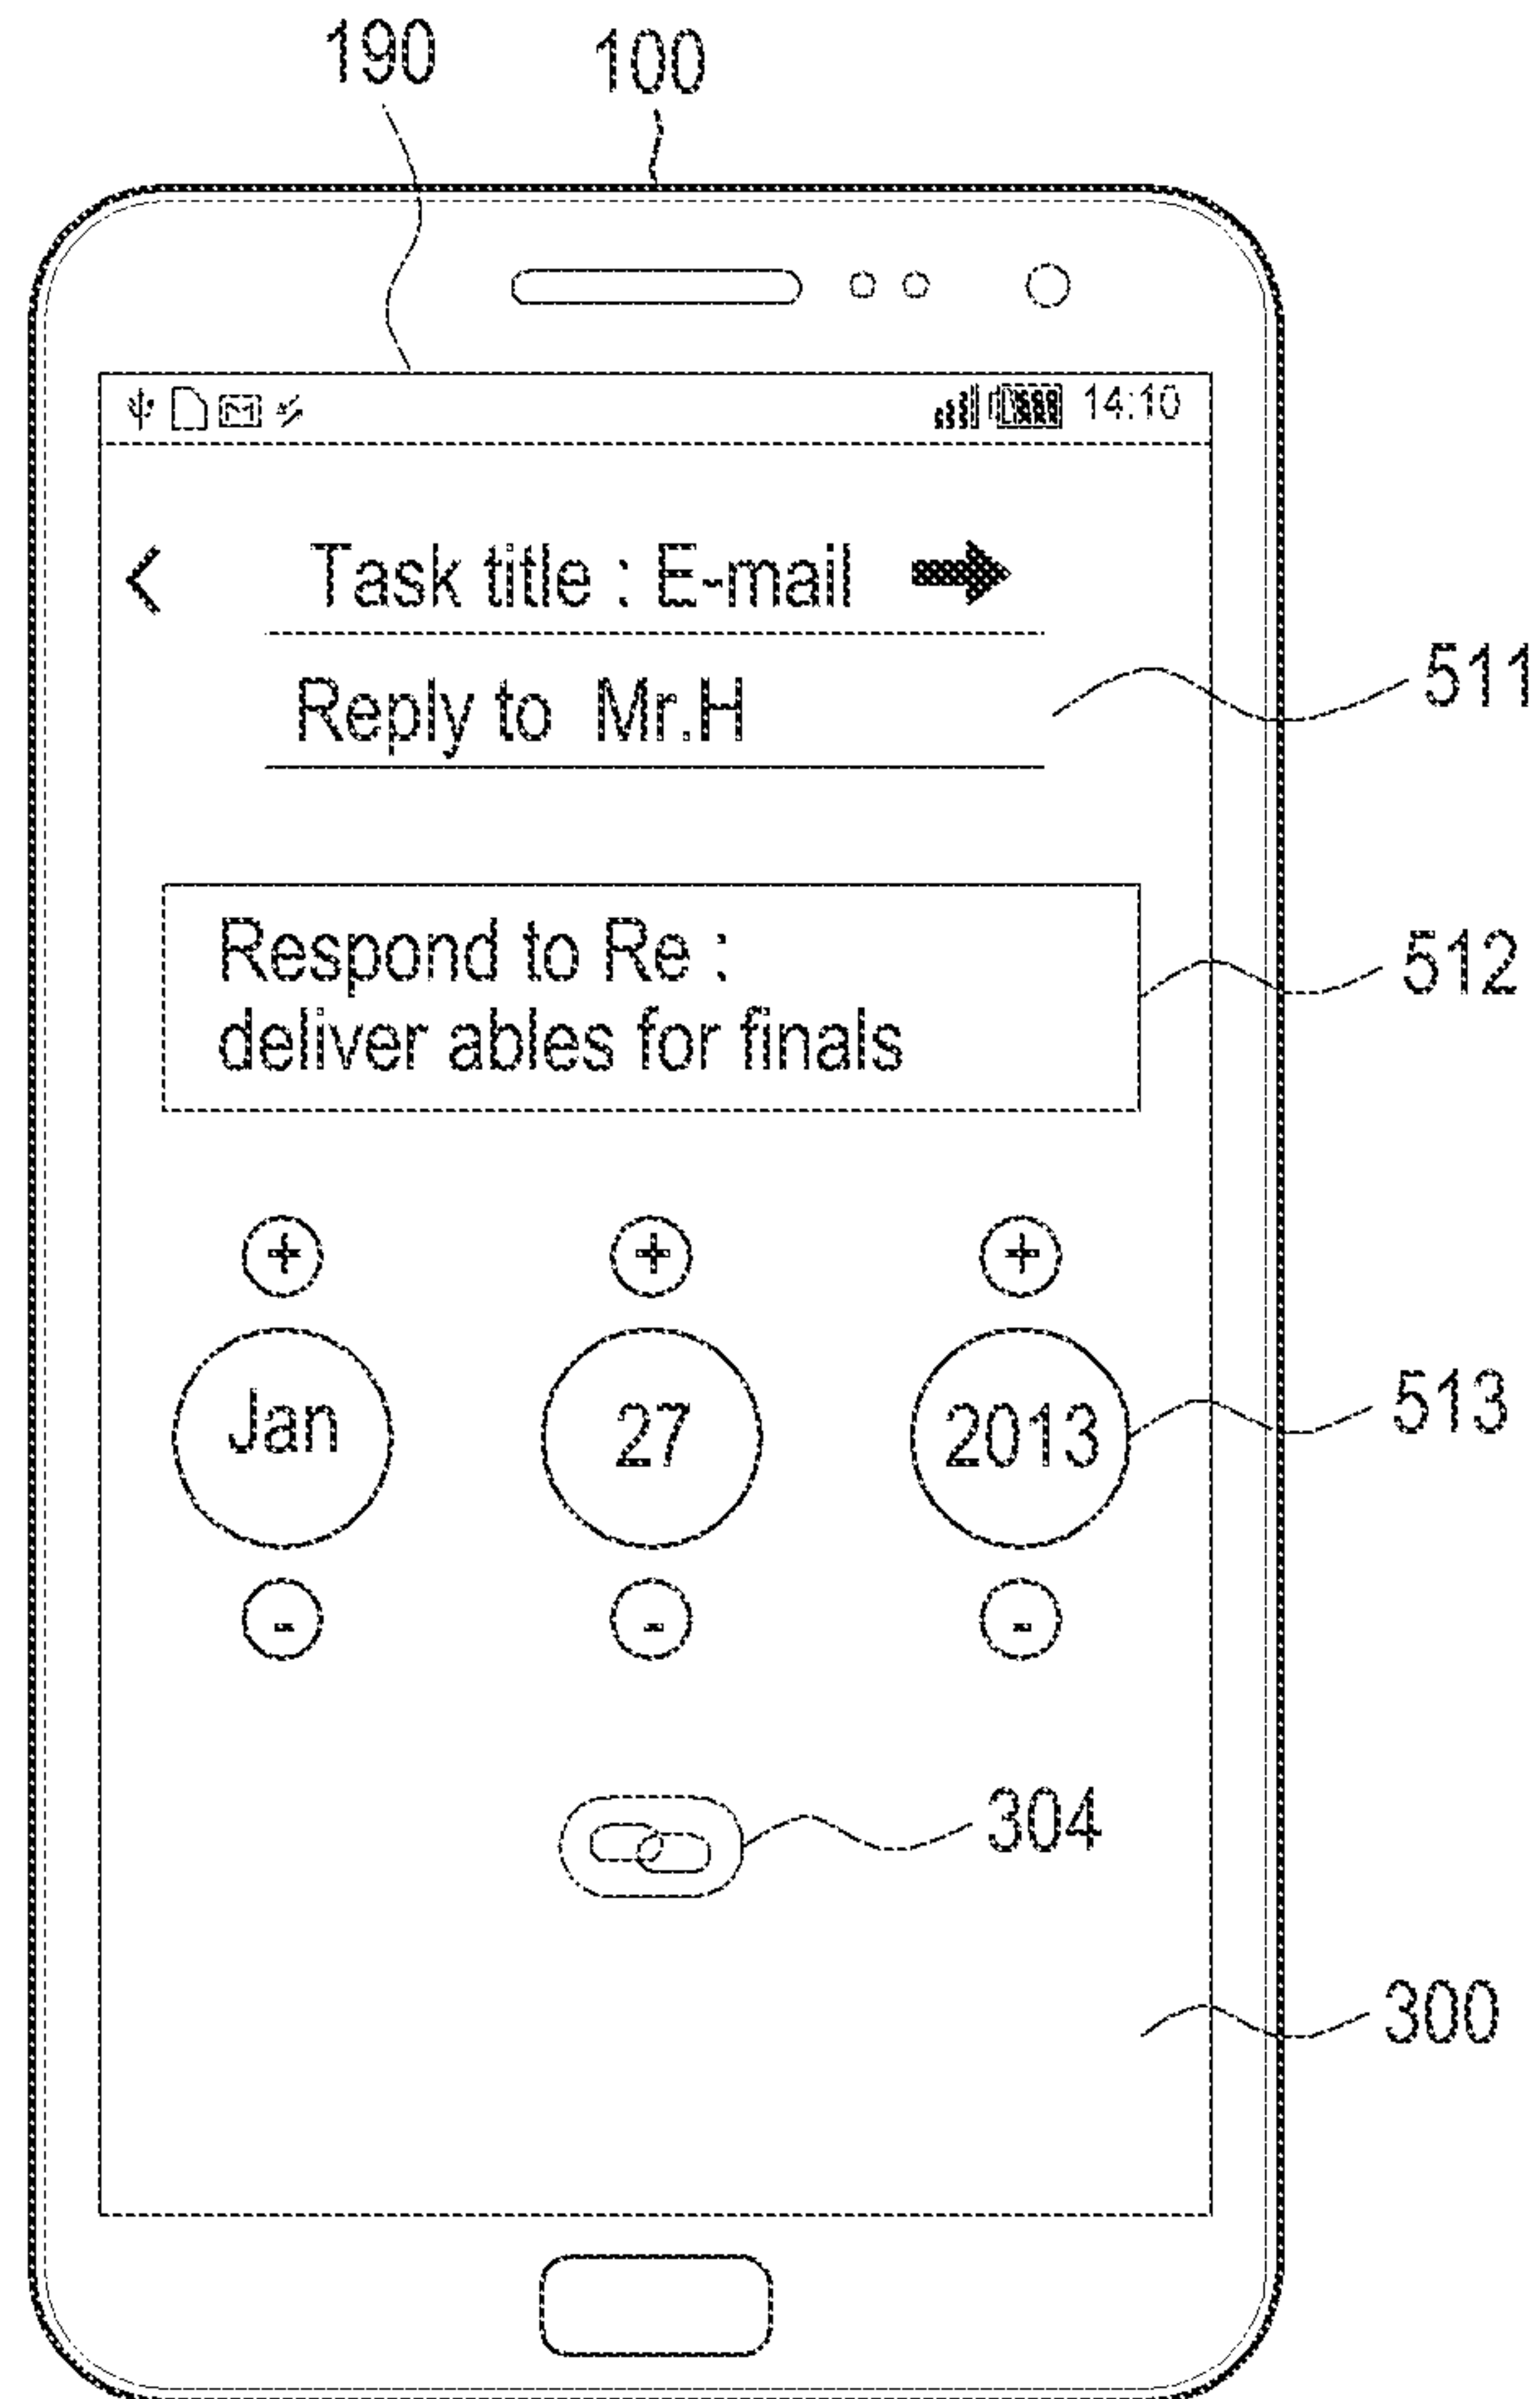 190 100
14:10
< Task title : E-mail
Reply to Mr.H
511
Respond to Re :
deliver ables for finals
512
+ + +
Jan 27 2013
513
- - -
304
300